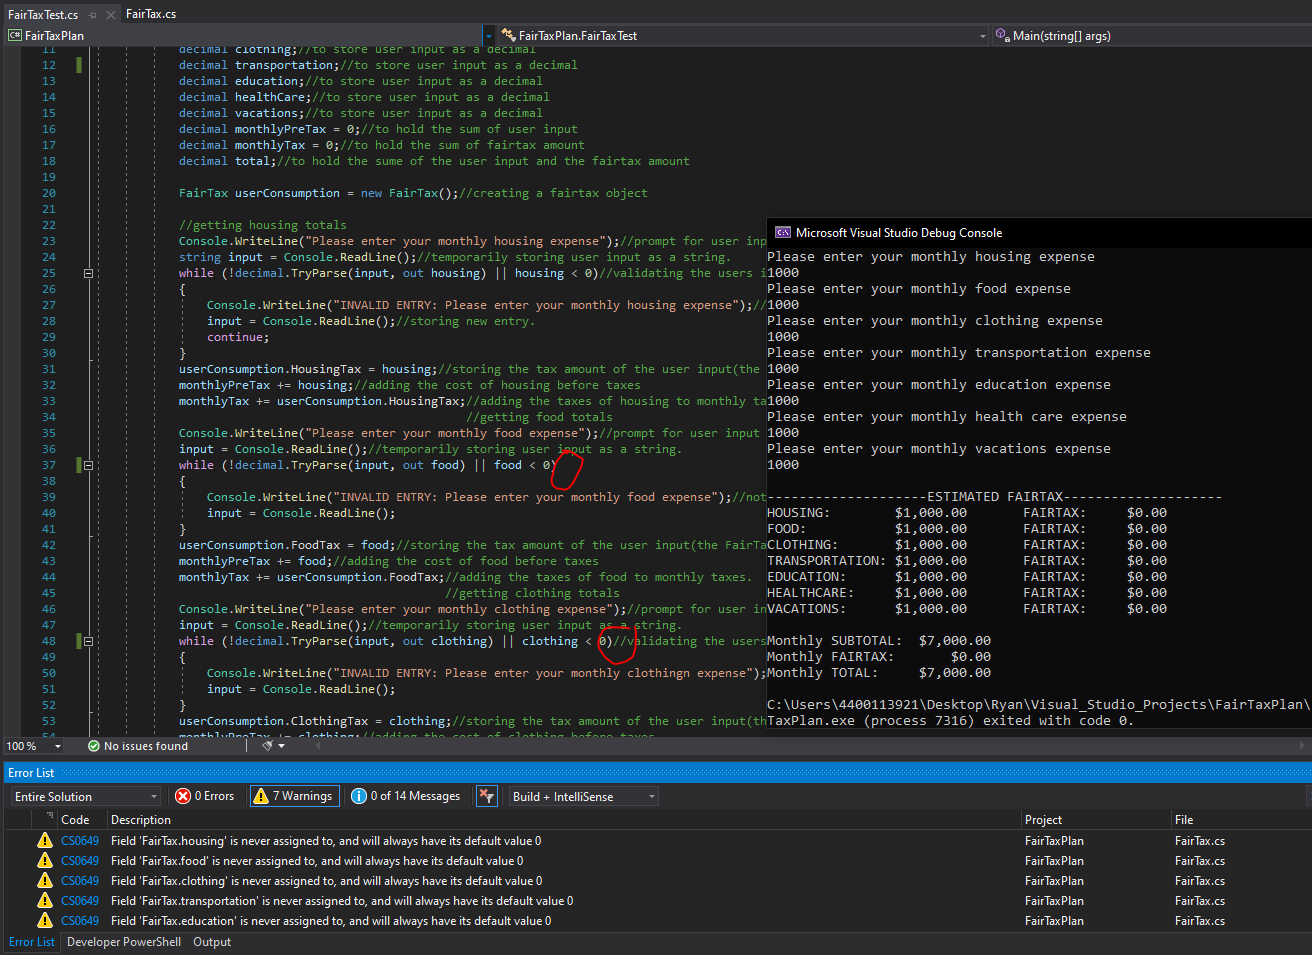 FairTaxTest.cs
FairTax.cs
C# FairTaxPlan
FairTaxPlan.FairTaxTest
Main(string[] args)
11 decimal clothing;//to store user input as a decimal
12 decimal transportation;//to store user input as a decimal
13 decimal education;//to store user input as a decimal
14 decimal healthCare;//to store user input as a decimal
15 decimal vacations;//to store user input as a decimal
16 decimal monthlyPreTax = 0;//to hold the sum of user input
17 decimal monthlyTax = 0;//to hold the sum of fairtax amount
18 decimal total;//to hold the sume of the user input and the fairtax amount
19
20 FairTax userConsumption = new FairTax();//creating a fairtax object
21
22 //getting housing totals
23 Console.WriteLine("Please enter your monthly housing expense");//prompt for user inp
24 string input = Console.ReadLine();//temporarily storing user input as a string.
25 while (!decimal.TryParse(input, out housing) || housing < 0)//validating the users i
26 {
27 Console.WriteLine("INVALID ENTRY: Please enter your monthly housing expense");//
28 input = Console.ReadLine();//storing new entry.
29 continue;
30 }
31 userConsumption.HousingTax = housing;//storing the tax amount of the user input(the
32 monthlyPreTax += housing;//adding the cost of housing before taxes
33 monthlyTax += userConsumption.HousingTax;//adding the taxes of housing to monthly ta
34 //getting food totals
35 Console.WriteLine("Please enter your monthly food expense");//prompt for user input
36 input = Console.ReadLine();//temporarily storing user input as a string.
37 while (!decimal.TryParse(input, out food) || food < 0)
38 {
39 Console.WriteLine("INVALID ENTRY: Please enter your monthly food expense");//not
40 input = Console.ReadLine();
41 }
42 userConsumption.FoodTax = food;//storing the tax amount of the user input(the FairTa
43 monthlyPreTax += food;//adding the cost of food before taxes
44 monthlyTax += userConsumption.FoodTax;//adding the taxes of food to monthly taxes.
45 //getting clothing totals
46 Console.WriteLine("Please enter your monthly clothing expense");//prompt for user in
47 input = Console.ReadLine();//temporarily storing user input as a string.
48 while (!decimal.TryParse(input, out clothing) || clothing < 0)//validating the users
49 {
50 Console.WriteLine("INVALID ENTRY: Please enter your monthly clothingn expense");
51 input = Console.ReadLine();
52 }
53 userConsumption.ClothingTax = clothing;//storing the tax amount of the user input(th
54 monthlyPreTax += clothing;//adding the cost of clothing before taxes
Microsoft Visual Studio Debug Console
Please enter your monthly housing expense
1000
Please enter your monthly food expense
1000
Please enter your monthly clothing expense
1000
Please enter your monthly transportation expense
1000
Please enter your monthly education expense
1000
Please enter your monthly health care expense
1000
Please enter your monthly vacations expense
1000
--------------------ESTIMATED FAIRTAX--------------------
HOUSING: $1,000.00 FAIRTAX: $0.00
FOOD: $1,000.00 FAIRTAX: $0.00
CLOTHING: $1,000.00 FAIRTAX: $0.00
TRANSPORTATION: $1,000.00 FAIRTAX: $0.00
EDUCATION: $1,000.00 FAIRTAX: $0.00
HEALTHCARE: $1,000.00 FAIRTAX: $0.00
VACATIONS: $1,000.00 FAIRTAX: $0.00
Monthly SUBTOTAL: $7,000.00
Monthly FAIRTAX: $0.00
Monthly TOTAL: $7,000.00
C:\Users\4400113921\Desktop\Ryan\Visual_Studio_Projects\FairTaxPlan\
TaxPlan.exe (process 7316) exited with code 0.
100 % No issues found
Error List
Entire Solution 0 Errors 7 Warnings 0 of 14 Messages Build + IntelliSense
Code Description Project File
CS0649 Field 'FairTax.housing' is never assigned to, and will always have its default value 0 FairTaxPlan FairTax.cs
CS0649 Field 'FairTax.food' is never assigned to, and will always have its default value 0 FairTaxPlan FairTax.cs
CS0649 Field 'FairTax.clothing' is never assigned to, and will always have its default value 0 FairTaxPlan FairTax.cs
CS0649 Field 'FairTax.transportation' is never assigned to, and will always have its default value 0 FairTaxPlan FairTax.cs
CS0649 Field 'FairTax.education' is never assigned to, and will always have its default value 0 FairTaxPlan FairTax.cs
Error List Developer PowerShell Output